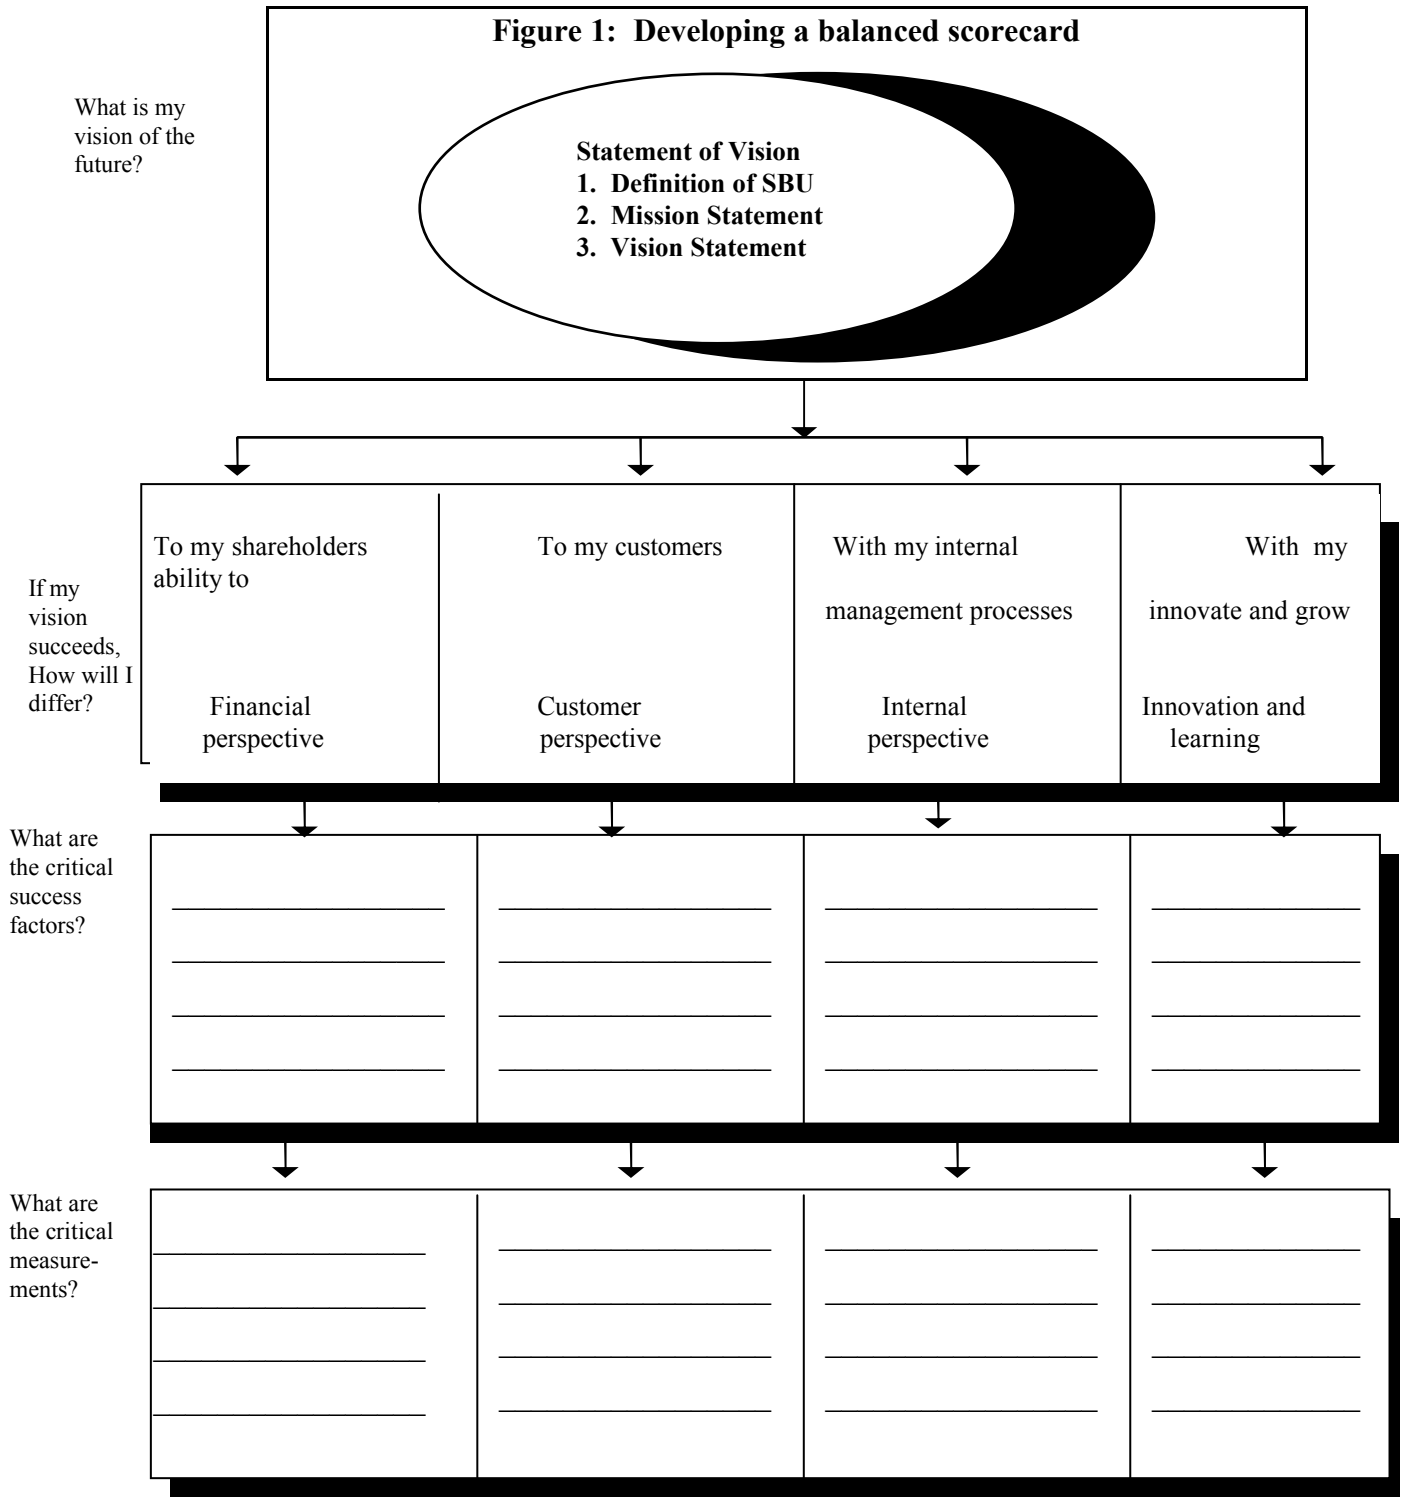 Figure 1:  Developing a balanced scorecard
What is my
vision of the
future?
Statement of Vision
1.  Definition of SBU
2.  Mission Statement
3.  Vision Statement
If my
vision
succeeds,
How will I
differ?
To my shareholders
ability to
Financial
perspective
To my customers
Customer
perspective
With my internal
management processes
Internal
perspective
With  my
innovate and grow
Innovation and
learning
What are
the critical
success
factors?
What are
the critical
measure-
ments?